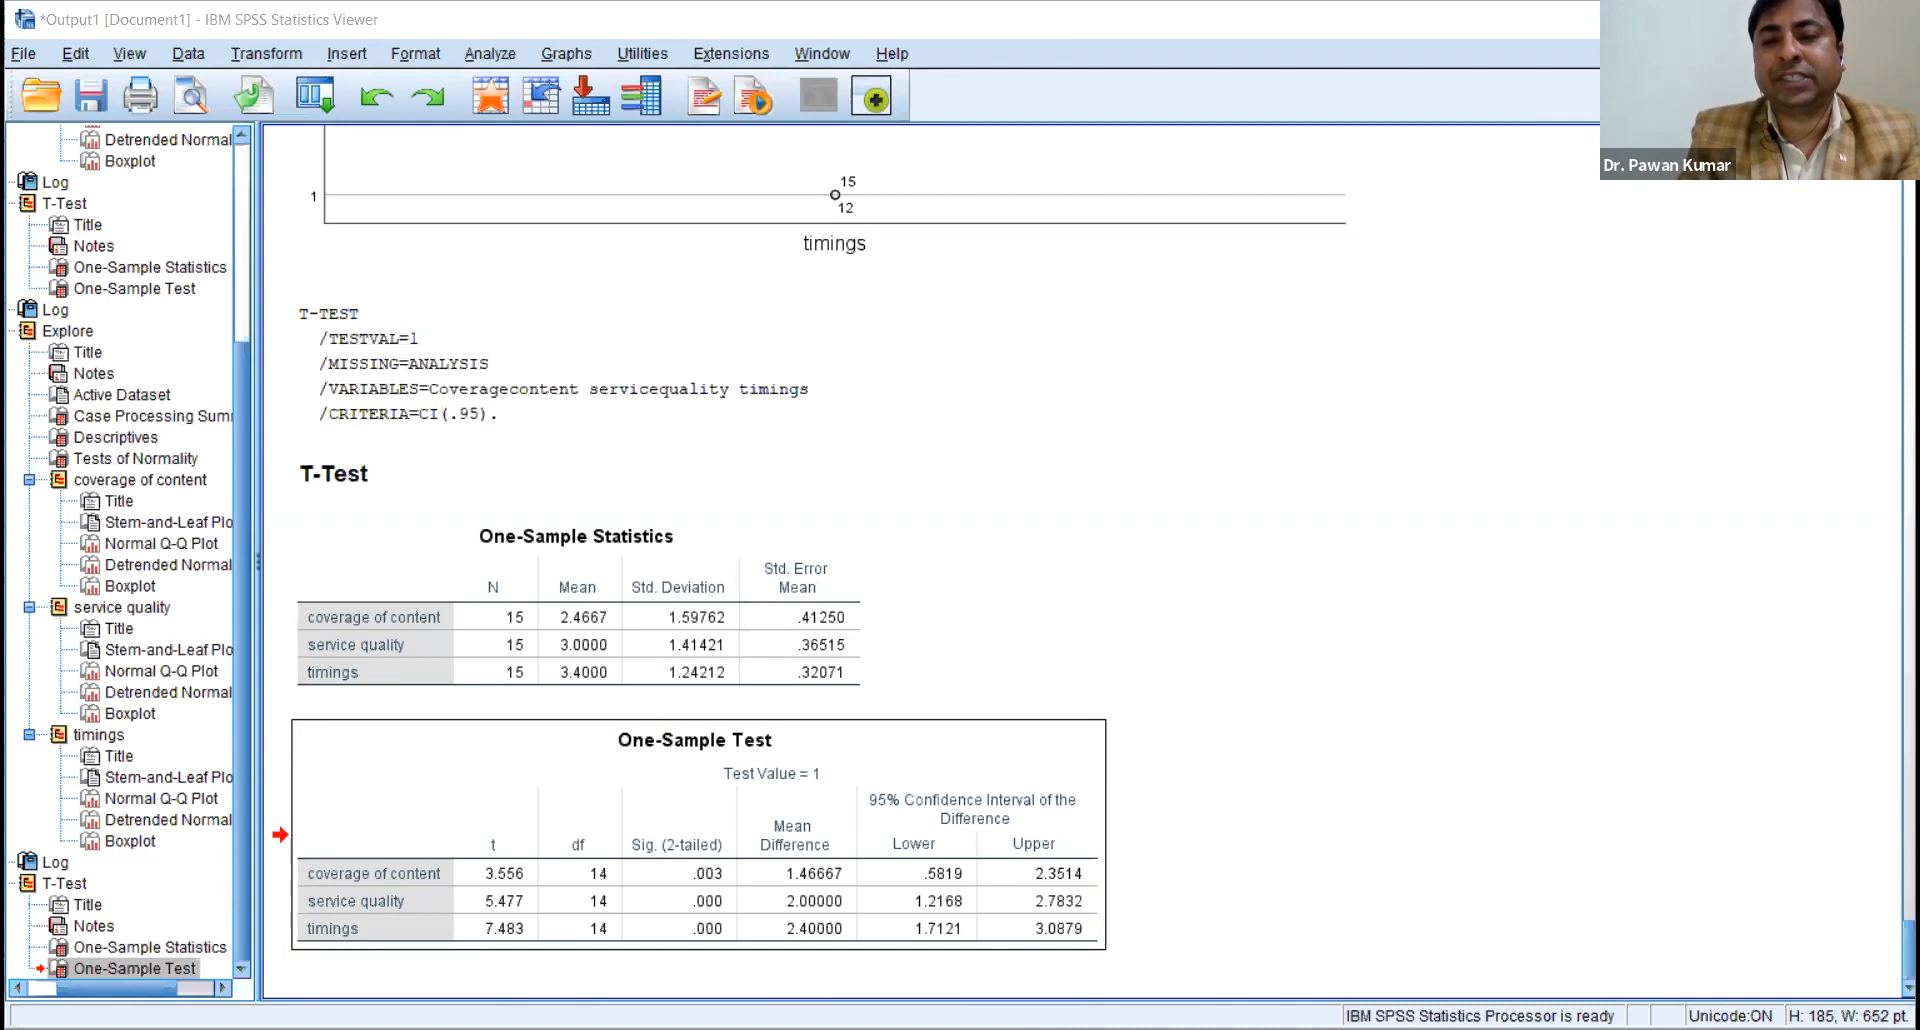 *Output1 [Document1] - IBM SPSS Statistics Viewer
File Edit View Data Transform Insert Format Analyze Graphs Utilities Extensions Window Help
Dr. Pawan Kumar
Detrended Normal
Boxplot
Log
T-Test
Title
Notes
One-Sample Statistics
One-Sample Test
Log
Explore
Title
Notes
Active Dataset
Case Processing Sum
Descriptives
Tests of Normality
coverage of content
Title
Stem-and-Leaf Plo
Normal Q-Q Plot
Detrended Normal
Boxplot
service quality
Title
Stem-and-Leaf Plo
Normal Q-Q Plot
Detrended Normal
Boxplot
timings
Title
Stem-and-Leaf Plo
Normal Q-Q Plot
Detrended Normal
Boxplot
Log
T-Test
Title
Notes
One-Sample Statistics
One-Sample Test
15
1
12
timings
T-TEST
/TESTVAL=1
/MISSING=ANALYSIS
/VARIABLES=Coveragecontent servicequality timings
/CRITERIA=CI(.95).
T-Test
One-Sample Statistics
N Mean Std. Deviation Std. Error Mean
coverage of content 15 2.4667 1.59762 .41250
service quality 15 3.0000 1.41421 .36515
timings 15 3.4000 1.24212 .32071
One-Sample Test
Test Value = 1
95% Confidence Interval of the Difference
t df Sig. (2-tailed) Mean Difference Lower Upper
coverage of content 3.556 14 .003 1.46667 .5819 2.3514
service quality 5.477 14 .000 2.00000 1.2168 2.7832
timings 7.483 14 .000 2.40000 1.7121 3.0879
IBM SPSS Statistics Processor is ready Unicode:ON H: 185, W: 652 pt.